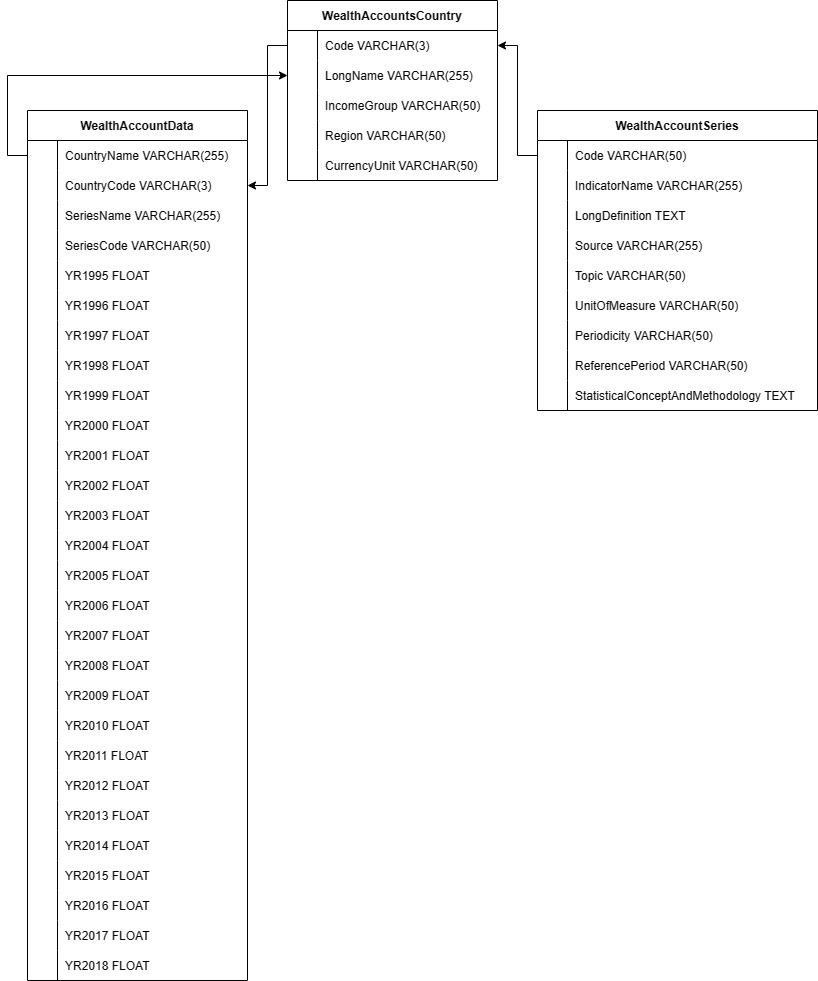 WealthAccountsCountry
Code VARCHAR(3)
LongName VARCHAR(255)
IncomeGroup VARCHAR(50)
Region VARCHAR(50)
CurrencyUnit VARCHAR(50)
WealthAccountData
CountryName VARCHAR(255)
CountryCode VARCHAR(3)
SeriesName VARCHAR(255)
SeriesCode VARCHAR(50)
YR1995 FLOAT
YR1996 FLOAT
YR1997 FLOAT
YR1998 FLOAT
YR1999 FLOAT
YR2000 FLOAT
YR2001 FLOAT
YR2002 FLOAT
YR2003 FLOAT
YR2004 FLOAT
YR2005 FLOAT
YR2006 FLOAT
YR2007 FLOAT
YR2008 FLOAT
YR2009 FLOAT
YR2010 FLOAT
YR2011 FLOAT
YR2012 FLOAT
YR2013 FLOAT
YR2014 FLOAT
YR2015 FLOAT
YR2016 FLOAT
YR2017 FLOAT
YR2018 FLOAT
WealthAccountSeries
Code VARCHAR(50)
IndicatorName VARCHAR(255)
LongDefinition TEXT
Source VARCHAR(255)
Topic VARCHAR(50)
UnitOfMeasure VARCHAR(50)
Periodicity VARCHAR(50)
ReferencePeriod VARCHAR(50)
StatisticalConceptAndMethodology TEXT